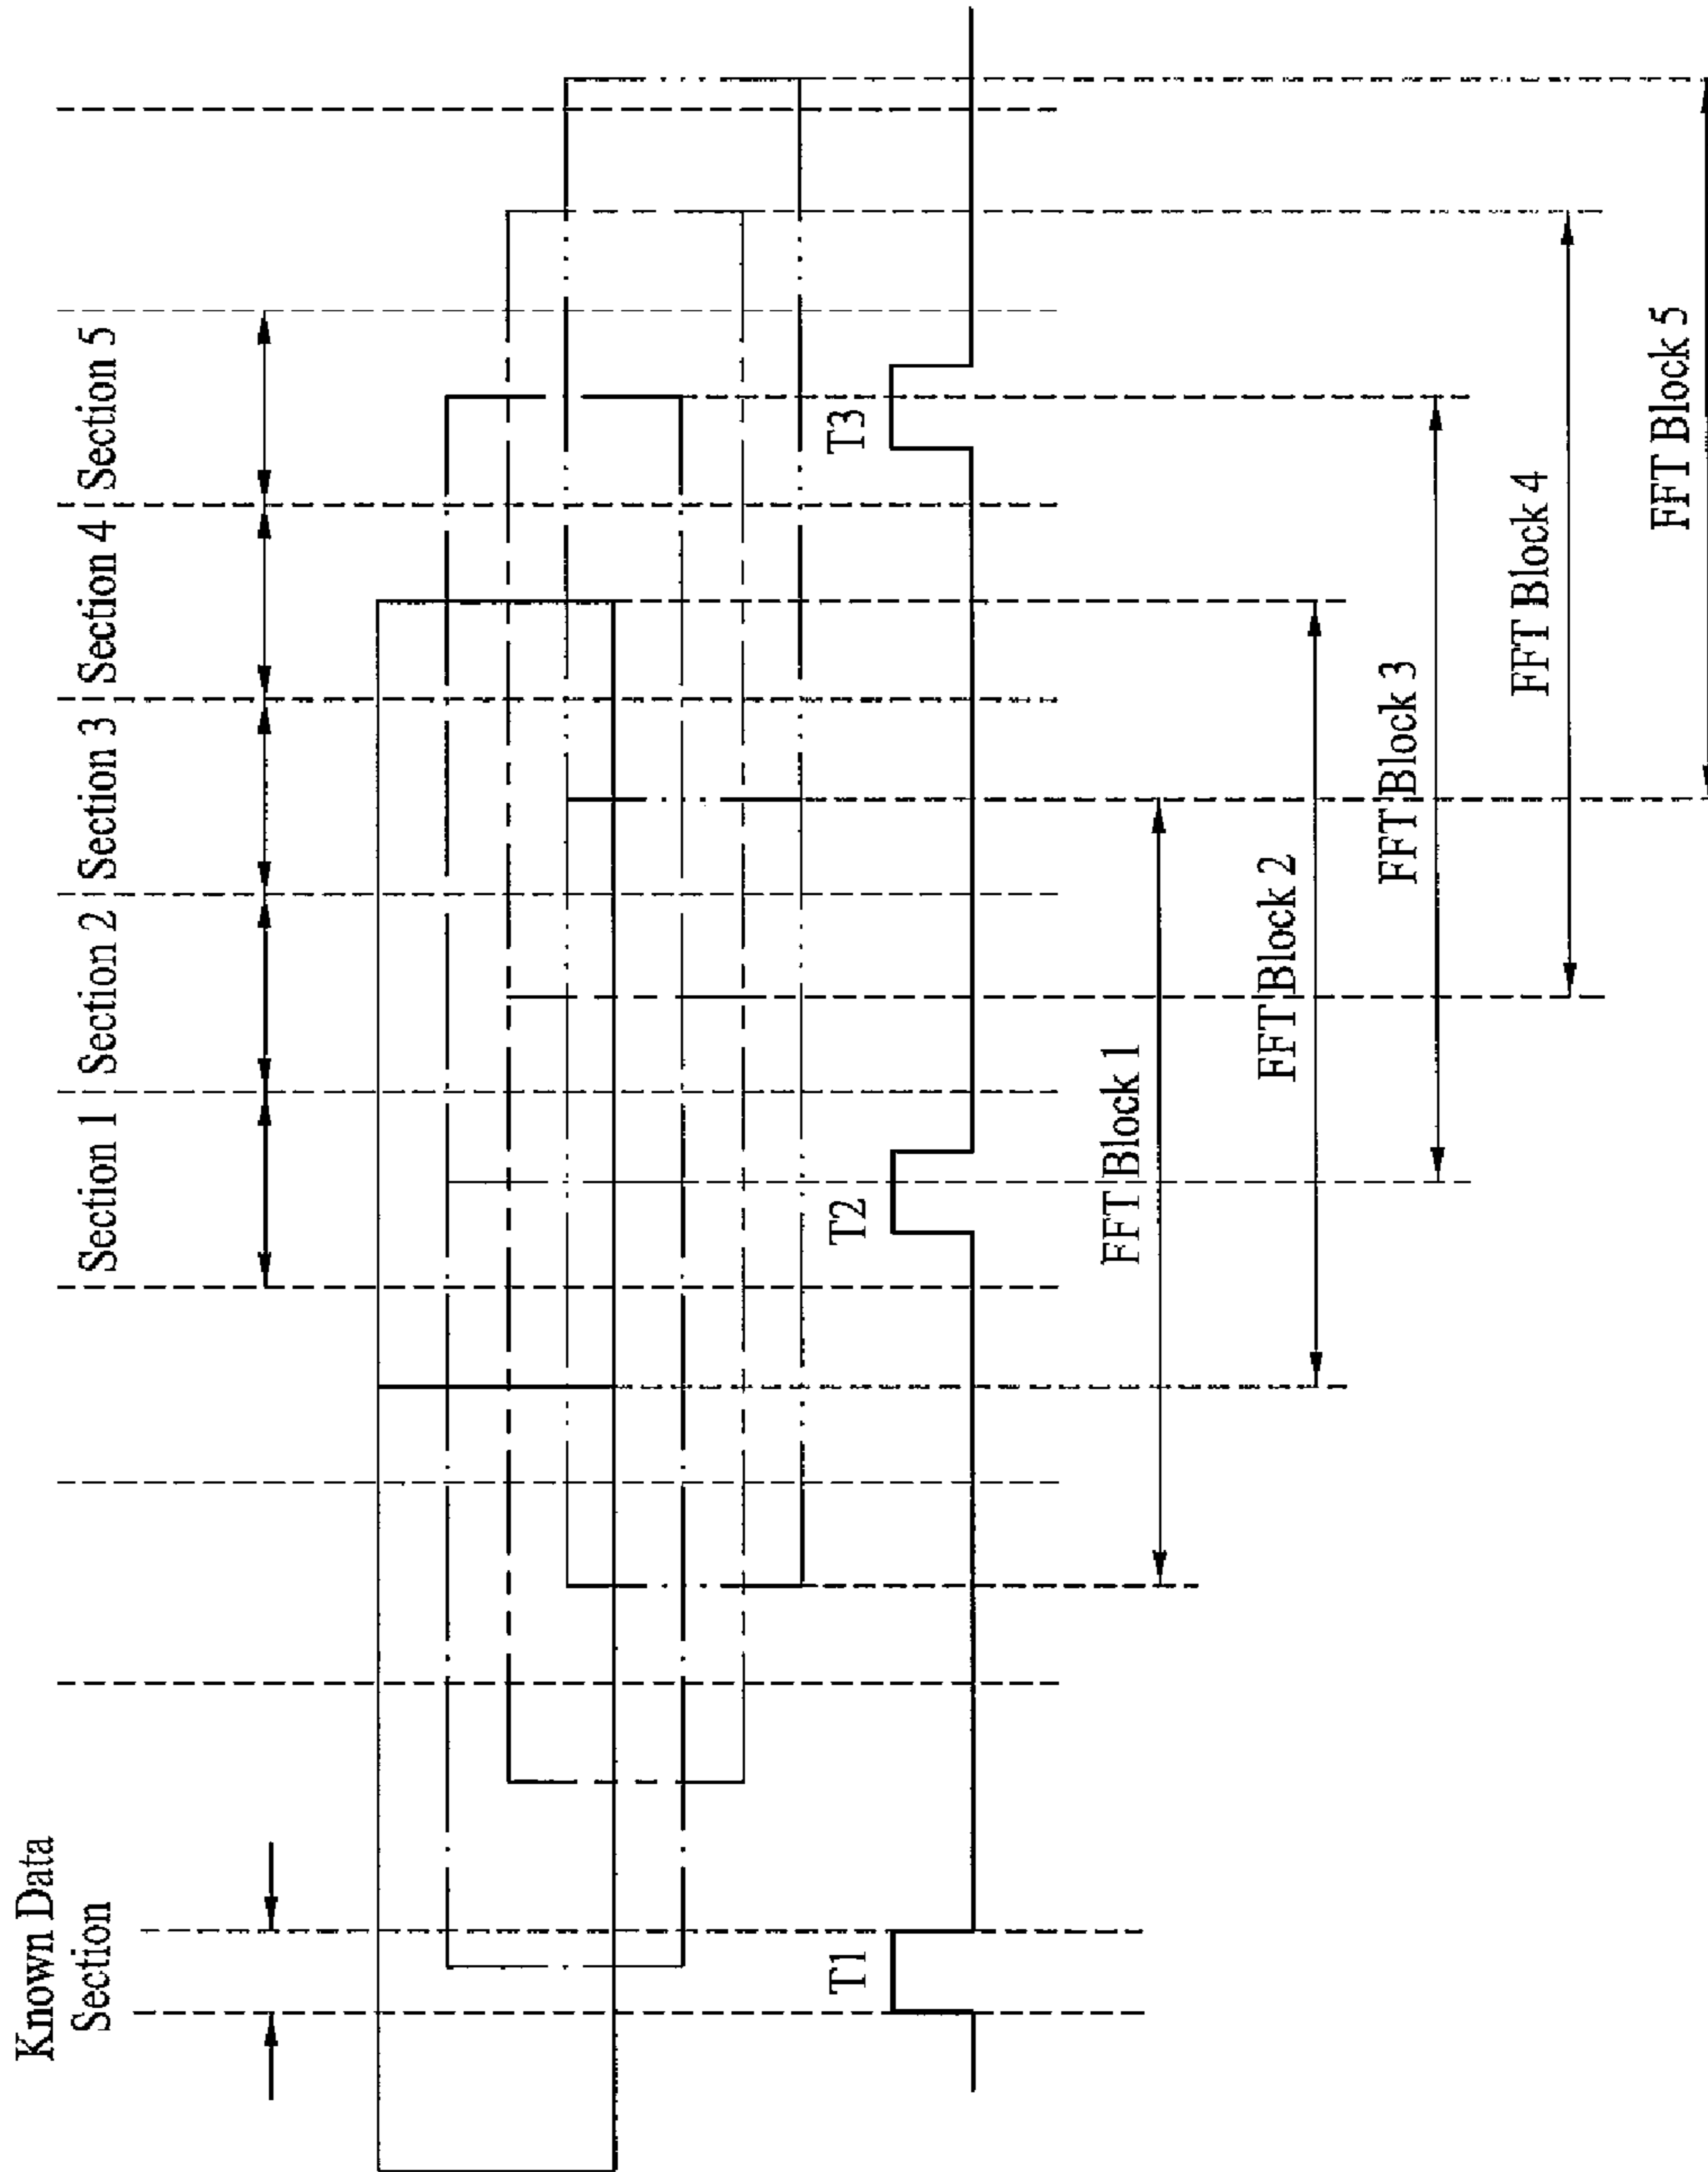 Known Data
Section
Section 1
Section 2
Section 3
Section 4
Section 5
T1
T2
T3
FFT Block 1
FFT Block 2
FFT Block 3
FFT Block 4
FFT Block 5